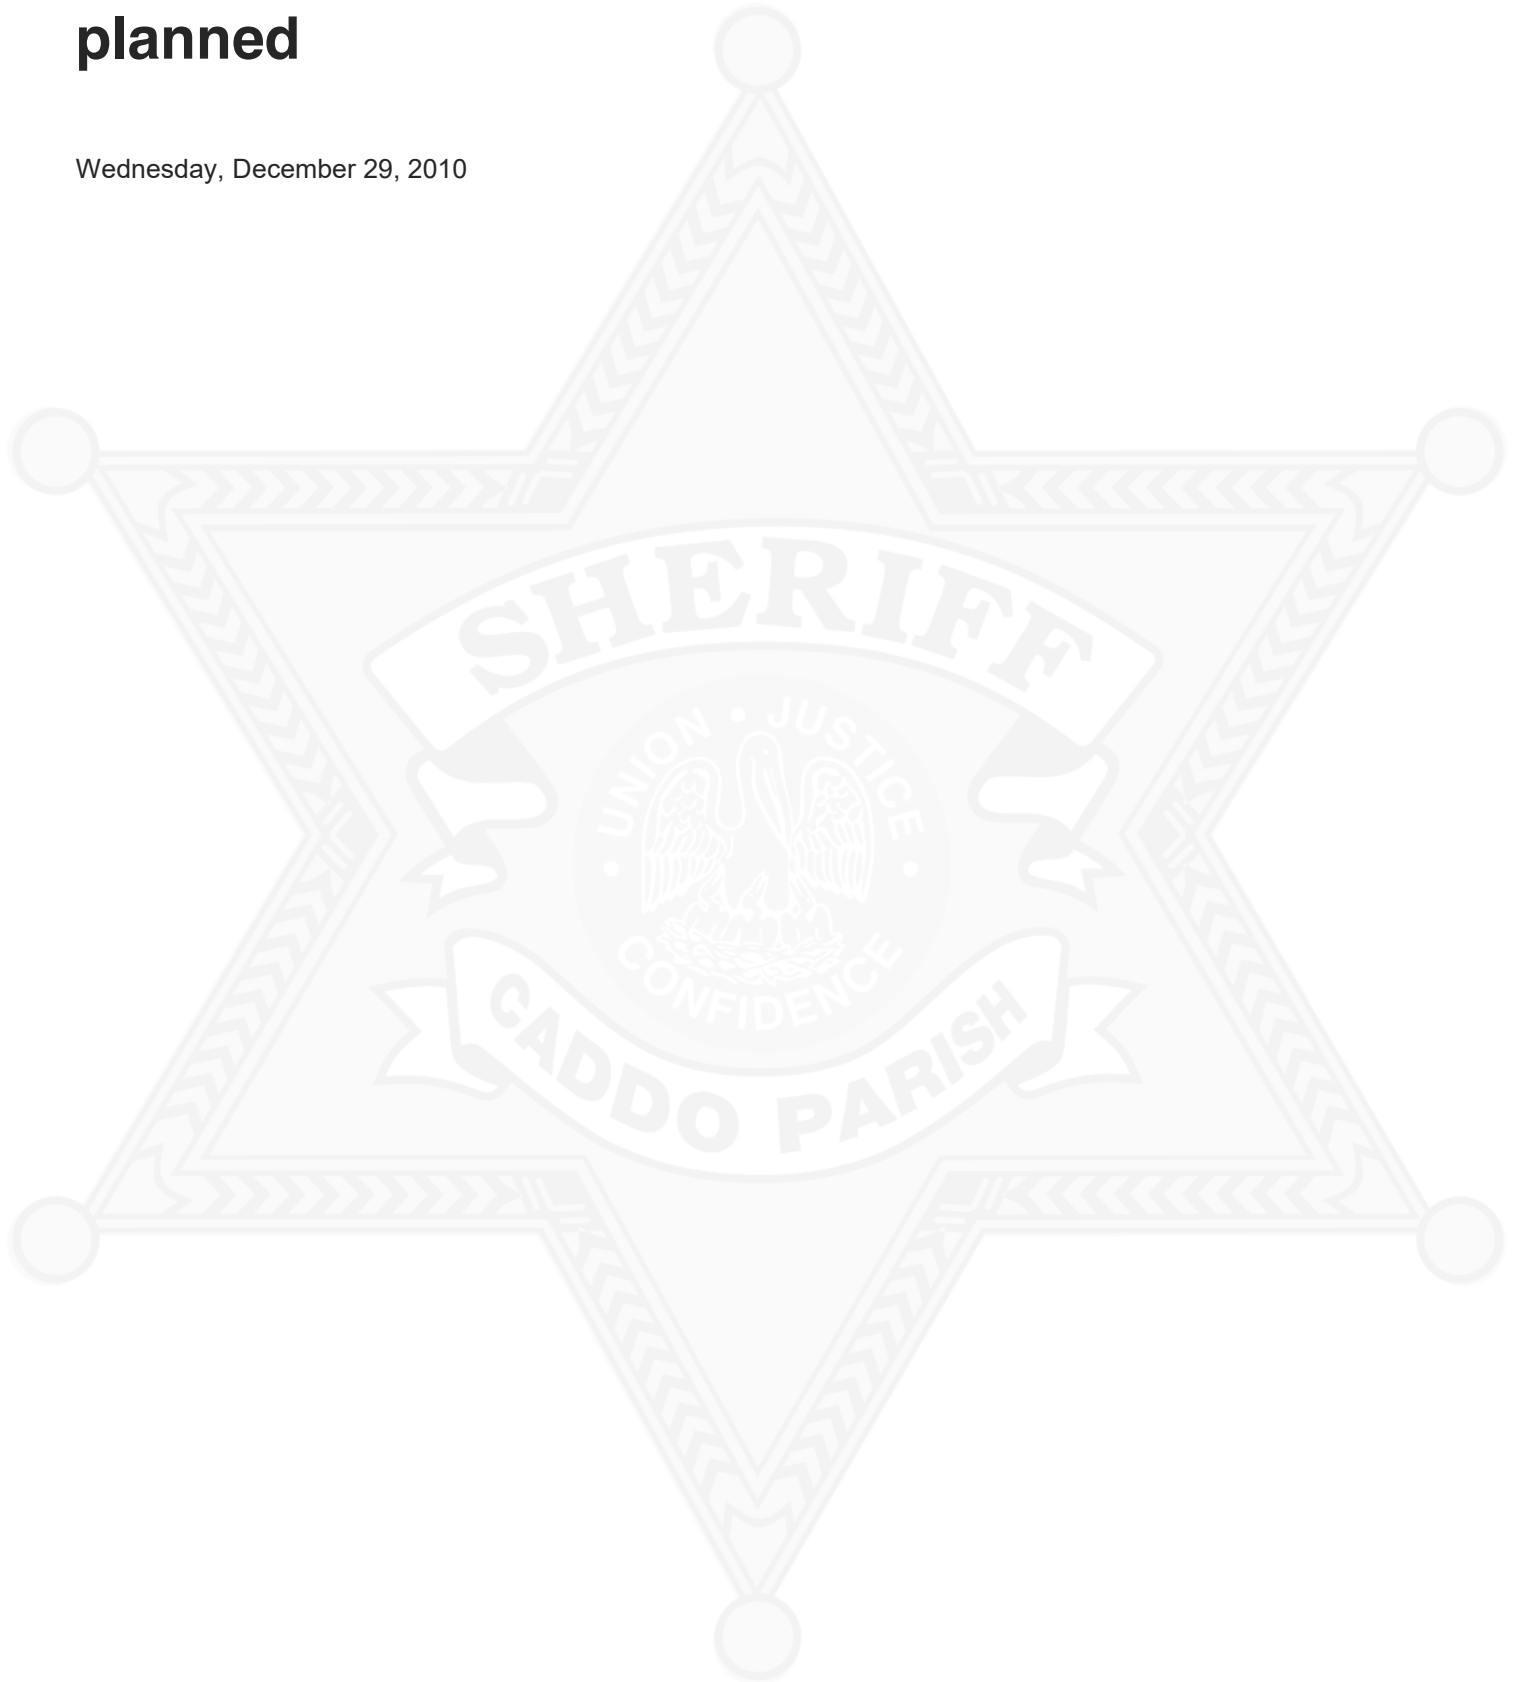 planned
Wednesday, December 29, 2010
SHERIFF
UNION • JUSTICE
CONFIDENCE
CADDO PARISH